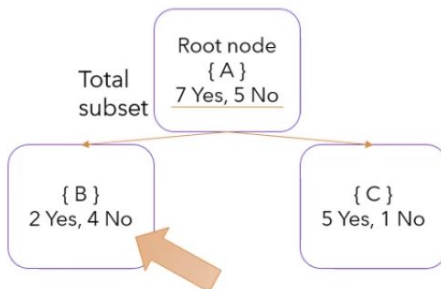 Root node
{ A }
7 Yes, 5 No
Total
subset
{ B }
2 Yes, 4 No
{ C }
5 Yes, 1 No